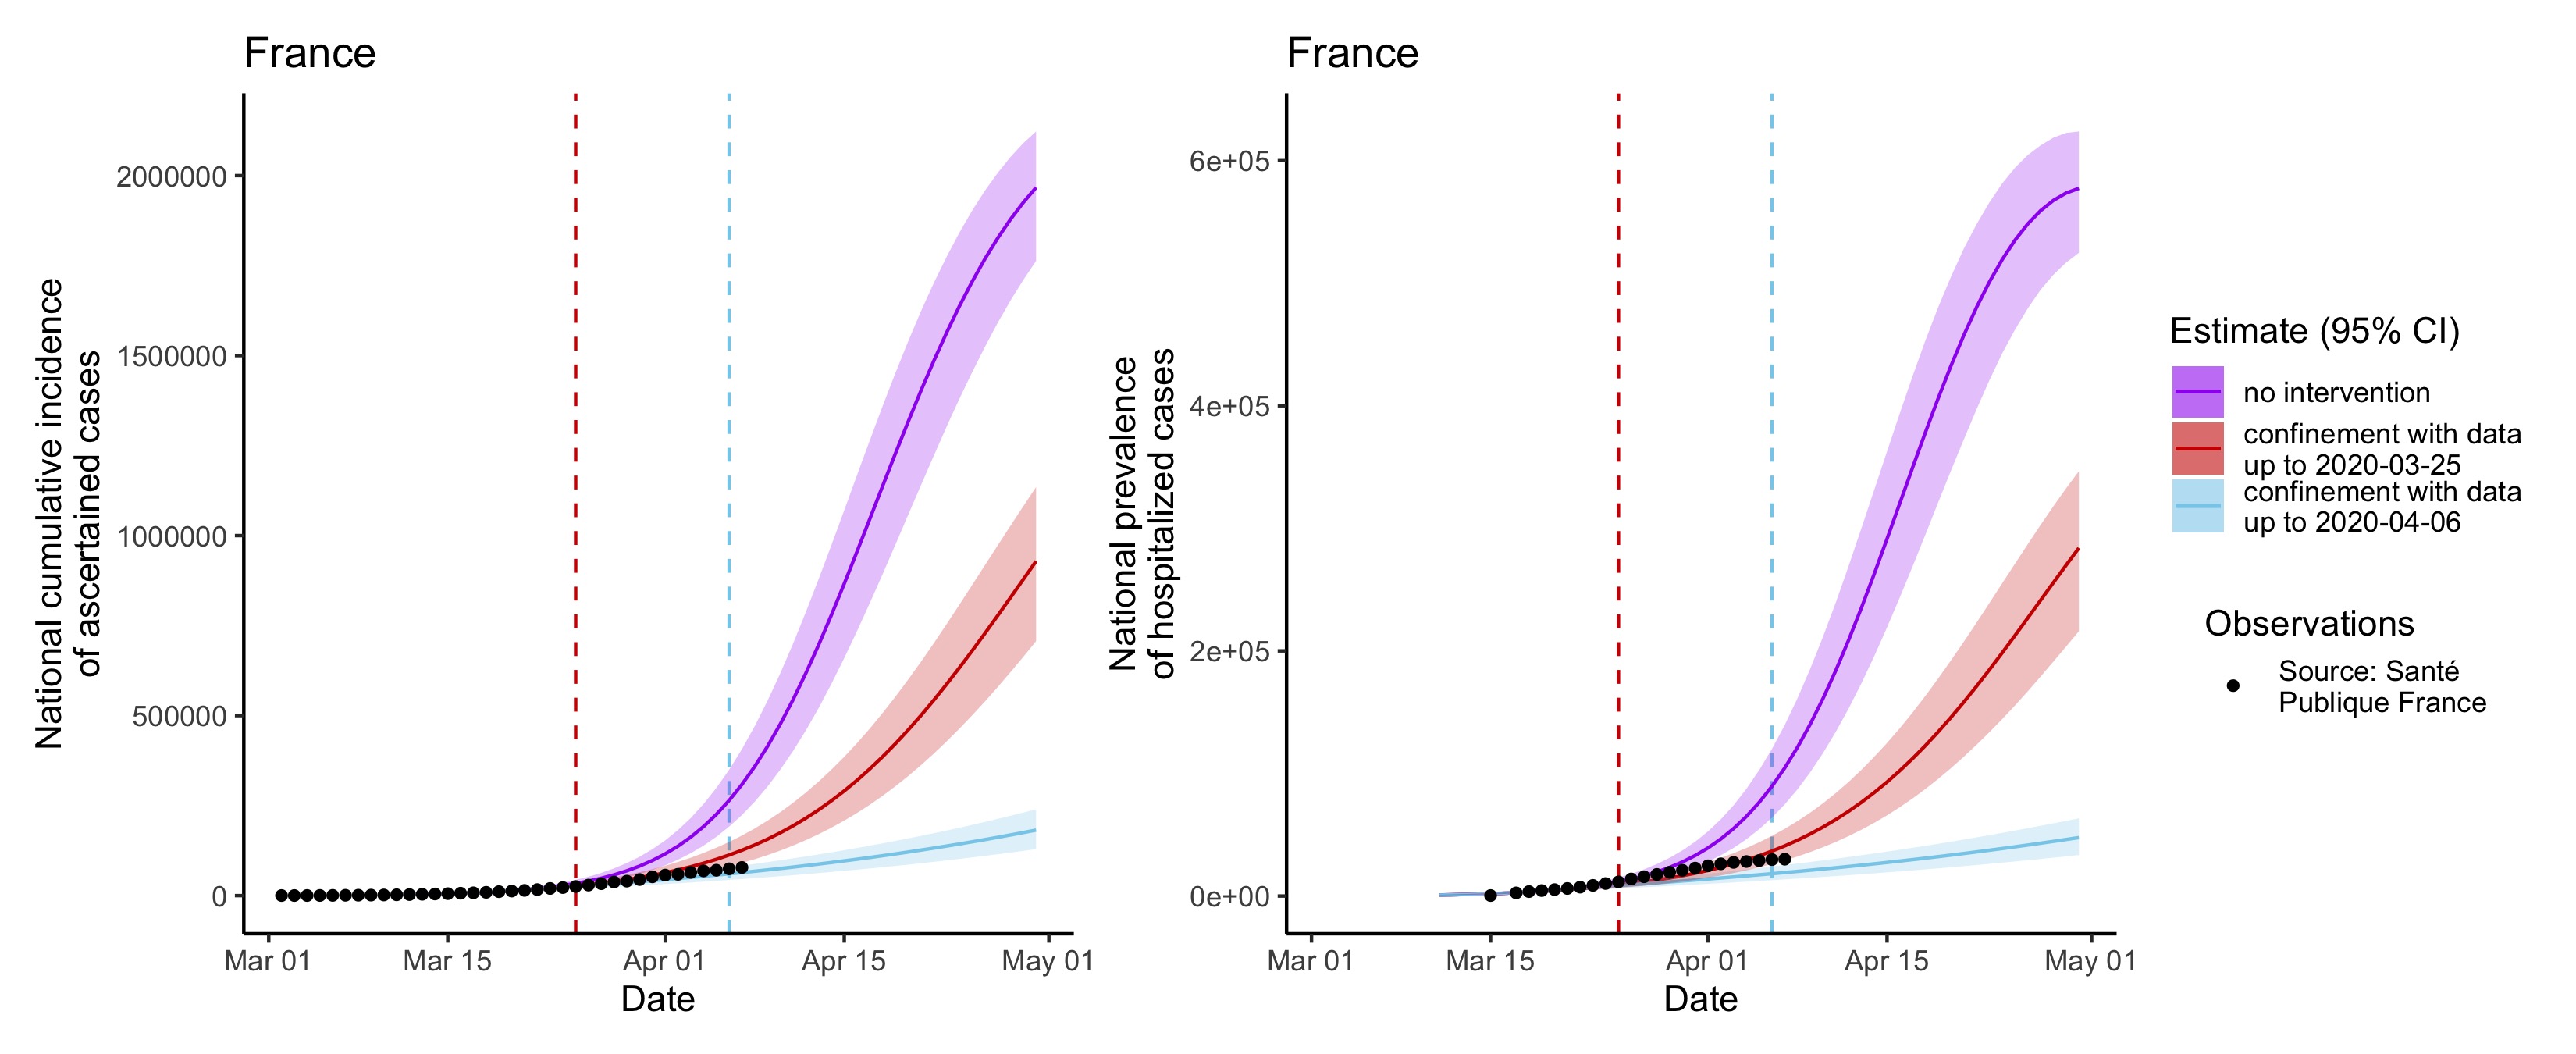 France
National cumulative incidence
of ascertained cases
2000000
1500000
1000000
500000
0
Mar 01
Mar 15
Apr 01
Apr 15
May 01
Date
France
National prevalence
of hospitalized cases
6e+05
4e+05
2e+05
0e+00
Mar 01
Mar 15
Apr 01
Apr 15
May 01
Date
Estimate (95% CI)
no intervention
confinement with data
up to 2020-03-25
confinement with data
up to 2020-04-06
Observations
Source: Santé
Publique France